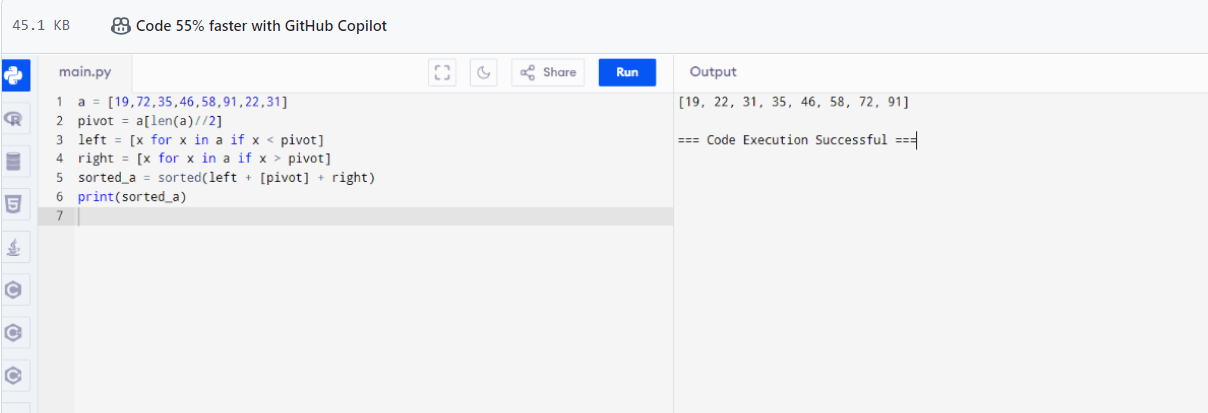 45.1 KB Code 55% faster with GitHub Copilot
main.py Share Run
1 a = [19,72,35,46,58,91,22,31]
2 pivot = a[len(a)//2]
3 left = [x for x in a if x < pivot]
4 right = [x for x in a if x > pivot]
5 sorted_a = sorted(left + [pivot] + right)
6 print(sorted_a)
7
Output
[19, 22, 31, 35, 46, 58, 72, 91]
=== Code Execution Successful ===